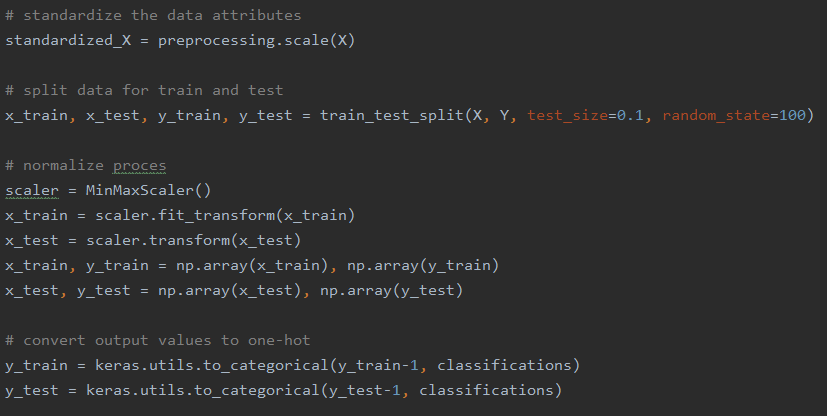 # standardize the data attributes
standardized_X = preprocessing.scale(X)
# split data for train and test
x_train, x_test, y_train, y_test = train_test_split(X, Y, test_size=0.1, random_state=100)
# normalize proces
scaler = MinMaxScaler()
x_train = scaler.fit_transform(x_train)
x_test = scaler.transform(x_test)
x_train, y_train = np.array(x_train), np.array(y_train)
x_test, y_test = np.array(x_test), np.array(y_test)
# convert output values to one-hot
y_train = keras.utils.to_categorical(y_train-1, classifications)
y_test = keras.utils.to_categorical(y_test-1, classifications)